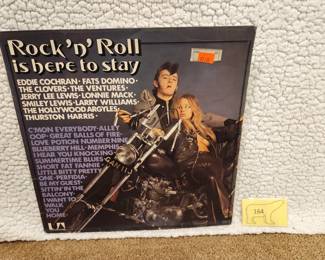 Rock 'n' Roll
is here to stay
EDDIE COCHRAN · FATS DOMINO ·
THE CLOVERS · THE VENTURES ·
JERRY LEE LEWIS · LONNIE MACK ·
SMILEY LEWIS · LARRY WILLIAMS
THE HOLLYWOOD ARGYLES ·
THURSTON HARRIS ·
C'MON EVERYBODY · ALLEY
OOP · GREAT BALLS OF FIRE ·
LOVE POTION NUMBER NINE
BLUEBERRY HILL · MEMPHIS
I HEAR YOU KNOCKING
SUMMERTIME BLUES
SHORT FAT FANNIE
LITTLE BITTY PRETTY
ONE · PERFIDIA
BE MY GUEST
SITTIN' IN THE
BALCONY
I WANT TO
WALK YOU
HOME
UA
164